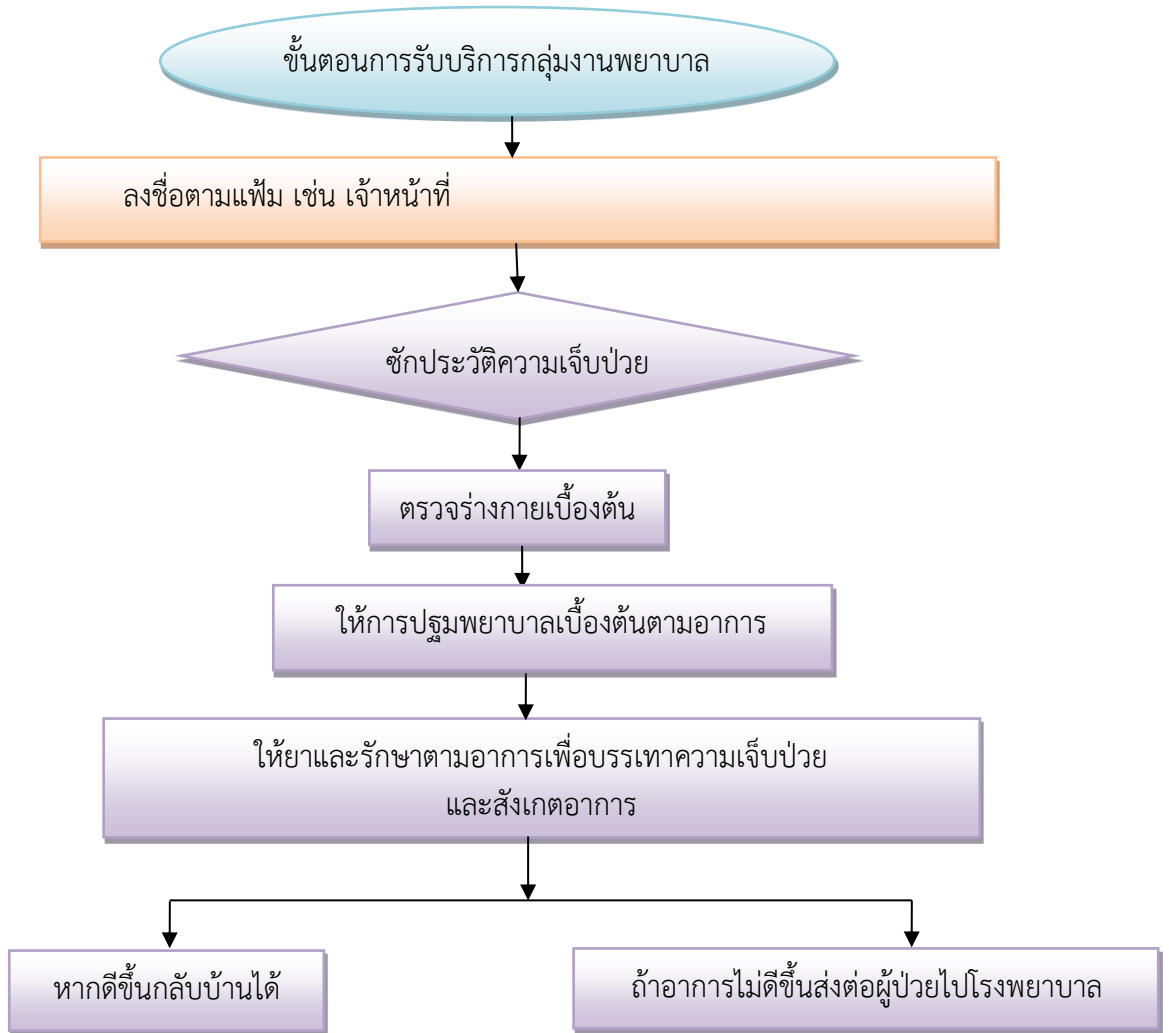 ขั้นตอนการรับบริการกลุ่มงานพยาบาล
ลงชื่อตามแฟ้ม เช่น เจ้าหน้าที่
ซักประวัติความเจ็บป่วย
ตรวจร่างกายเบื้องต้น
ให้การปฐมพยาบาลเบื้องต้นตามอาการ
ให้ยาและรักษาตามอาการเพื่อบรรเทาความเจ็บป่วย
และสังเกตอาการ
หากดีขึ้นกลับบ้านได้
ถ้าอาการไม่ดีขึ้นส่งต่อผู้ป่วยไปโรงพยาบาล